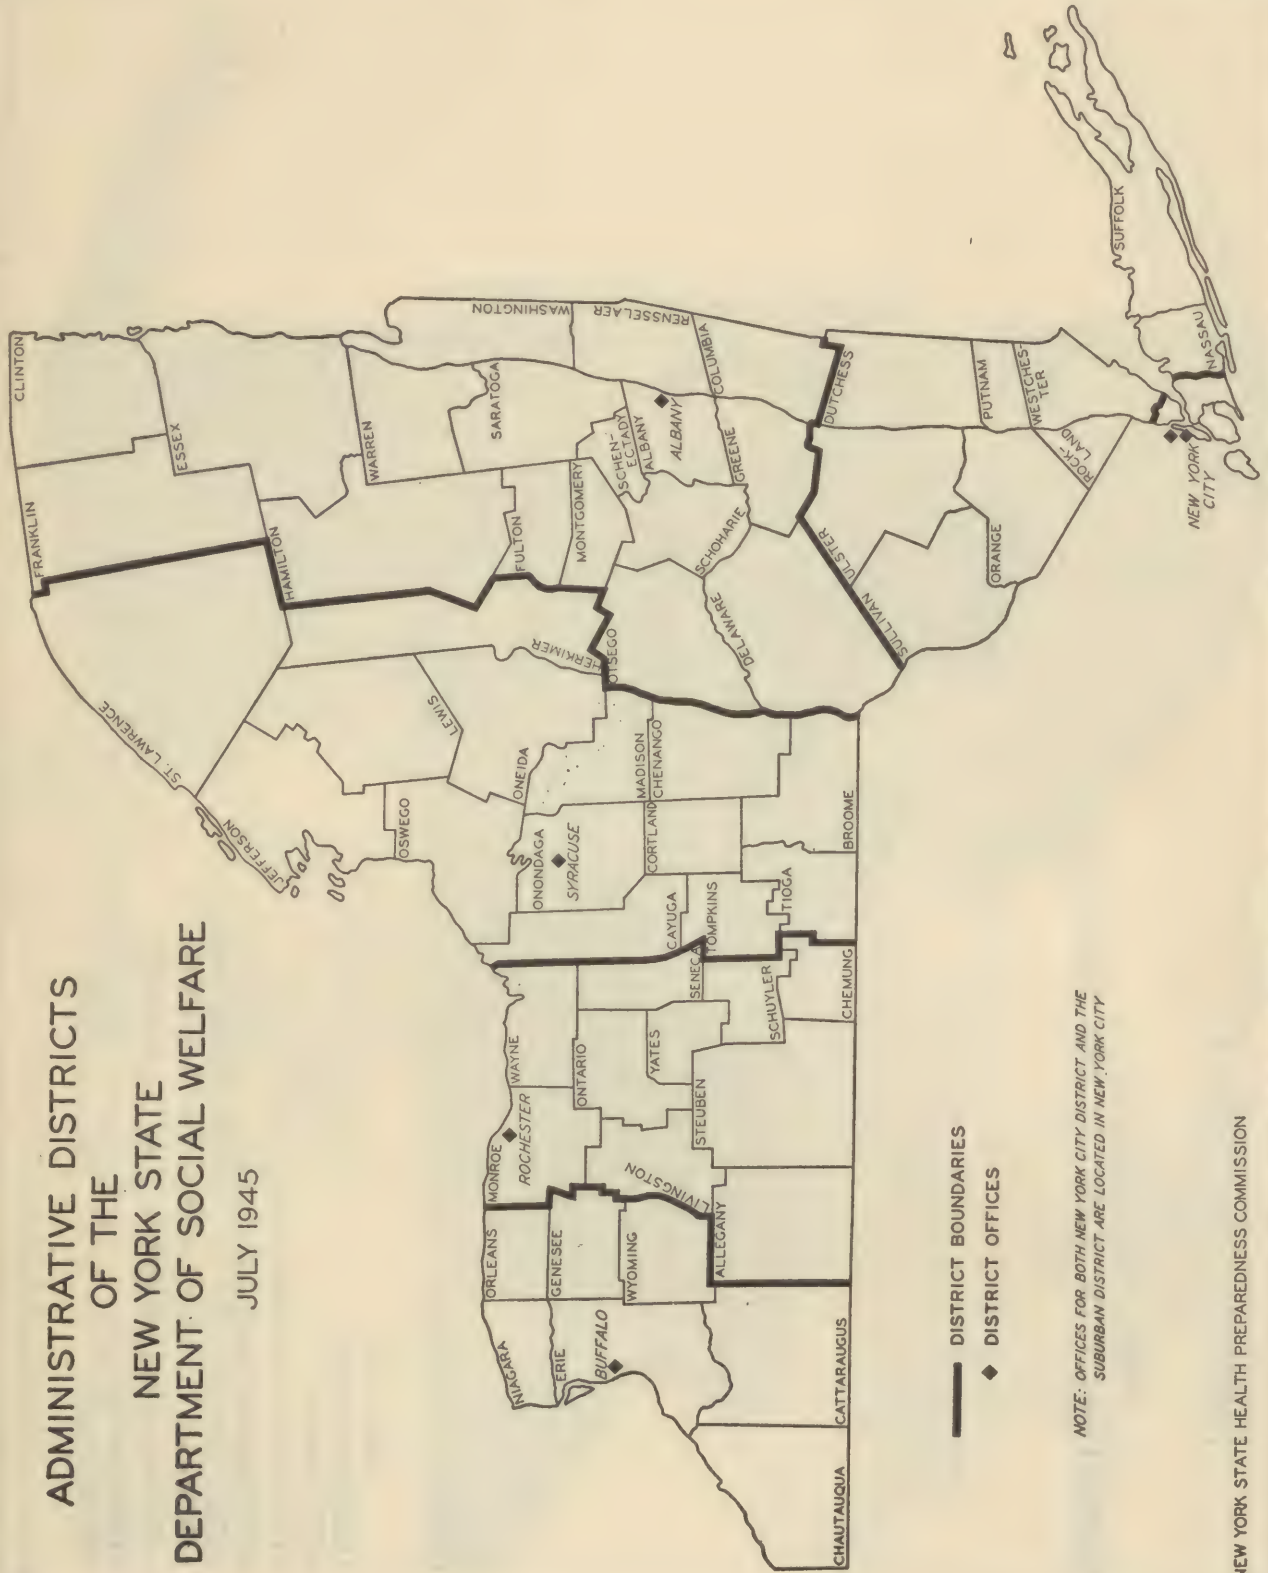 ADMINISTRATIVE DISTRICTS
OF THE
NEW YORK STATE
DEPARTMENT OF SOCIAL WELFARE
JULY 1945
CLINTON
FRANKLIN
ESSEX
ST. LAWRENCE
HAMILTON
WARREN
JEFFERSON
LEWIS
HERKIMER
WASHINGTON
SARATOGA
FULTON
OSWEGO
ONEIDA
MONTGOMERY
SCHEN-
ECTADY
RENSSELAER
ALBANY
ALBANY
NIAGARA
ORLEANS
MONROE
ROCHESTER
WAYNE
ONONDAGA
SYRACUSE
MADISON
OTSEGO
SCHOHARIE
ERIE
BUFFALO
GENESEE
WYOMING
LIVINGSTON
ONTARIO
YATES
SENECA
CAYUGA
CORTLAND
CHENANGO
DELAWARE
GREENE
COLUMBIA
CHAUTAUQUA
CATTARAUGUS
ALLEGANY
STEUBEN
SCHUYLER
CHEMUNG
TOMPKINS
TIOGA
BROOME
ULSTER
SULLIVAN
DUTCHESS
ORANGE
PUTNAM
WESTCHES-
TER
ROCK-
LAND
NEW YORK
CITY
NASSAU
SUFFOLK
DISTRICT BOUNDARIES
DISTRICT OFFICES
NOTE: OFFICES FOR BOTH NEW YORK CITY DISTRICT AND THE
SUBURBAN DISTRICT ARE LOCATED IN NEW YORK CITY
NEW YORK STATE HEALTH PREPAREDNESS COMMISSION